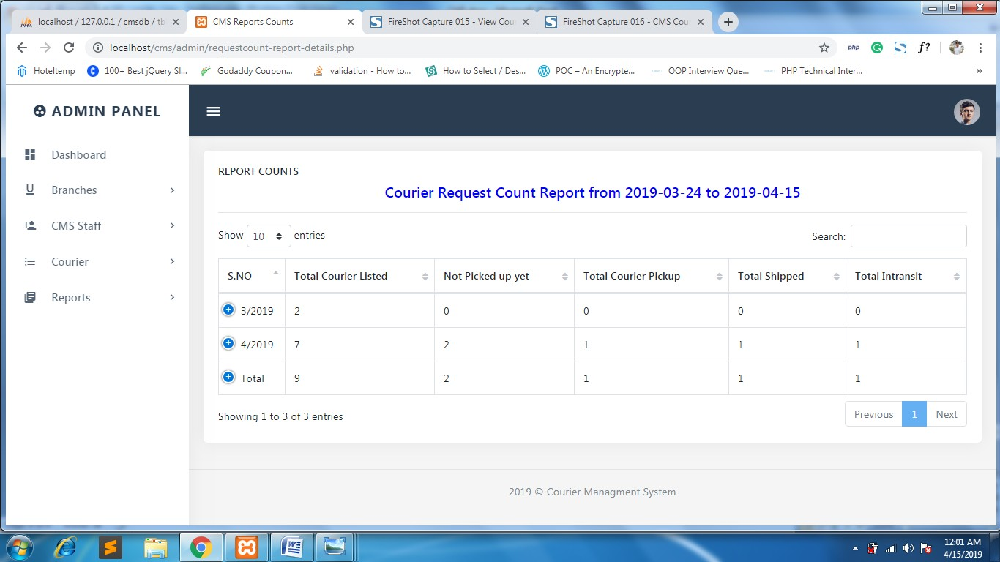 localhost / 127.0.0.1 / cmsdb / tb
CMS Reports Counts
FireShot Capture 015 - View Cou
FireShot Capture 016 - CMS Cour
localhost/cms/admin/requestcount-report-details.php
php
f?
Hoteltemp
100+ Best jQuery Sl...
Godaddy Coupon...
validation - How to...
How to Select / Des...
POC – An Encrypte...
OOP Interview Que...
PHP Technical Inter...
»
ADMIN PANEL
Dashboard
Branches
CMS Staff
Courier
Reports
REPORT COUNTS
Courier Request Count Report from 2019-03-24 to 2019-04-15
Show 10 entries
Search:
S.NO Total Courier Listed Not Picked up yet Total Courier Pickup Total Shipped Total Intransit
3/2019 2 0 0 0 0
4/2019 7 2 1 1 1
Total 9 2 1 1 1
Showing 1 to 3 of 3 entries
Previous 1 Next
2019 © Courier Managment System
12:01 AM
4/15/2019